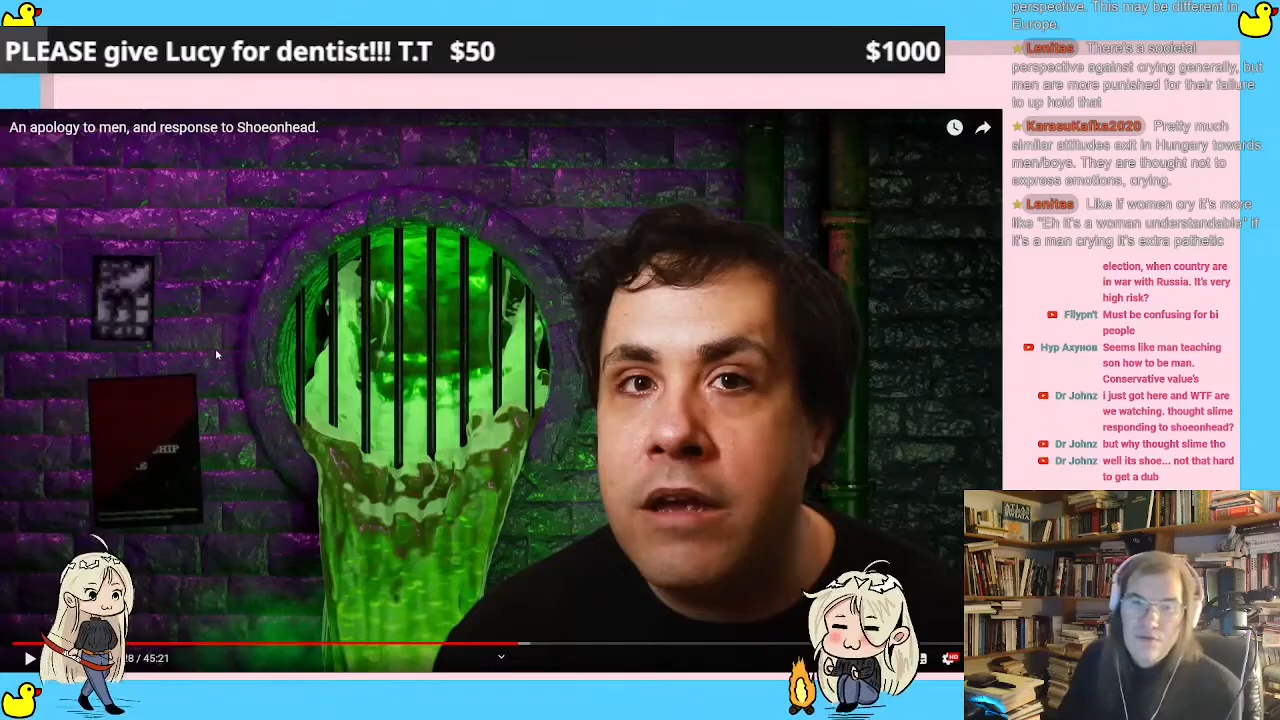 PLEASE give Lucy for dentist!!! T.T $50 $1000
An apology to men, and response to Shoeonhead.
perspective. This may be different in
Europe.
Lenitas There's a societal
perspective against crying generally, but
men are more punished for their failure
to up hold that
KarasuKafka2020 Pretty much
similiar attitudes exit in Hungary towards
men/boys. They are thought not to
express emotions, crying.
Lenitas Like if women cry it's more
like "Eh it's a woman understandable" if
it's a man crying it's extra pathetic
election, when country are
in war with Russia. It's very
high risk?
Filypn't Must be confusing for bi
people
Нур Ахунов Seems like man teaching
son how to be man.
Conservative value's
Dr Johnz i just got here and WTF are
we watching. thought slime
responding to shoeonhead?
Dr Johnz but why thought slime tho
Dr Johnz well its shoe... not that hard
to get a dub
28 / 45:21
HD